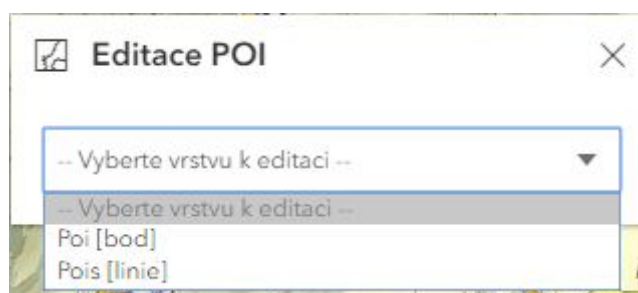 Editace POI
-- Vyberte vrstvu k editaci --
-- Vyberte vrstvu k editaci --
Poi [bod]
Pois [linie]